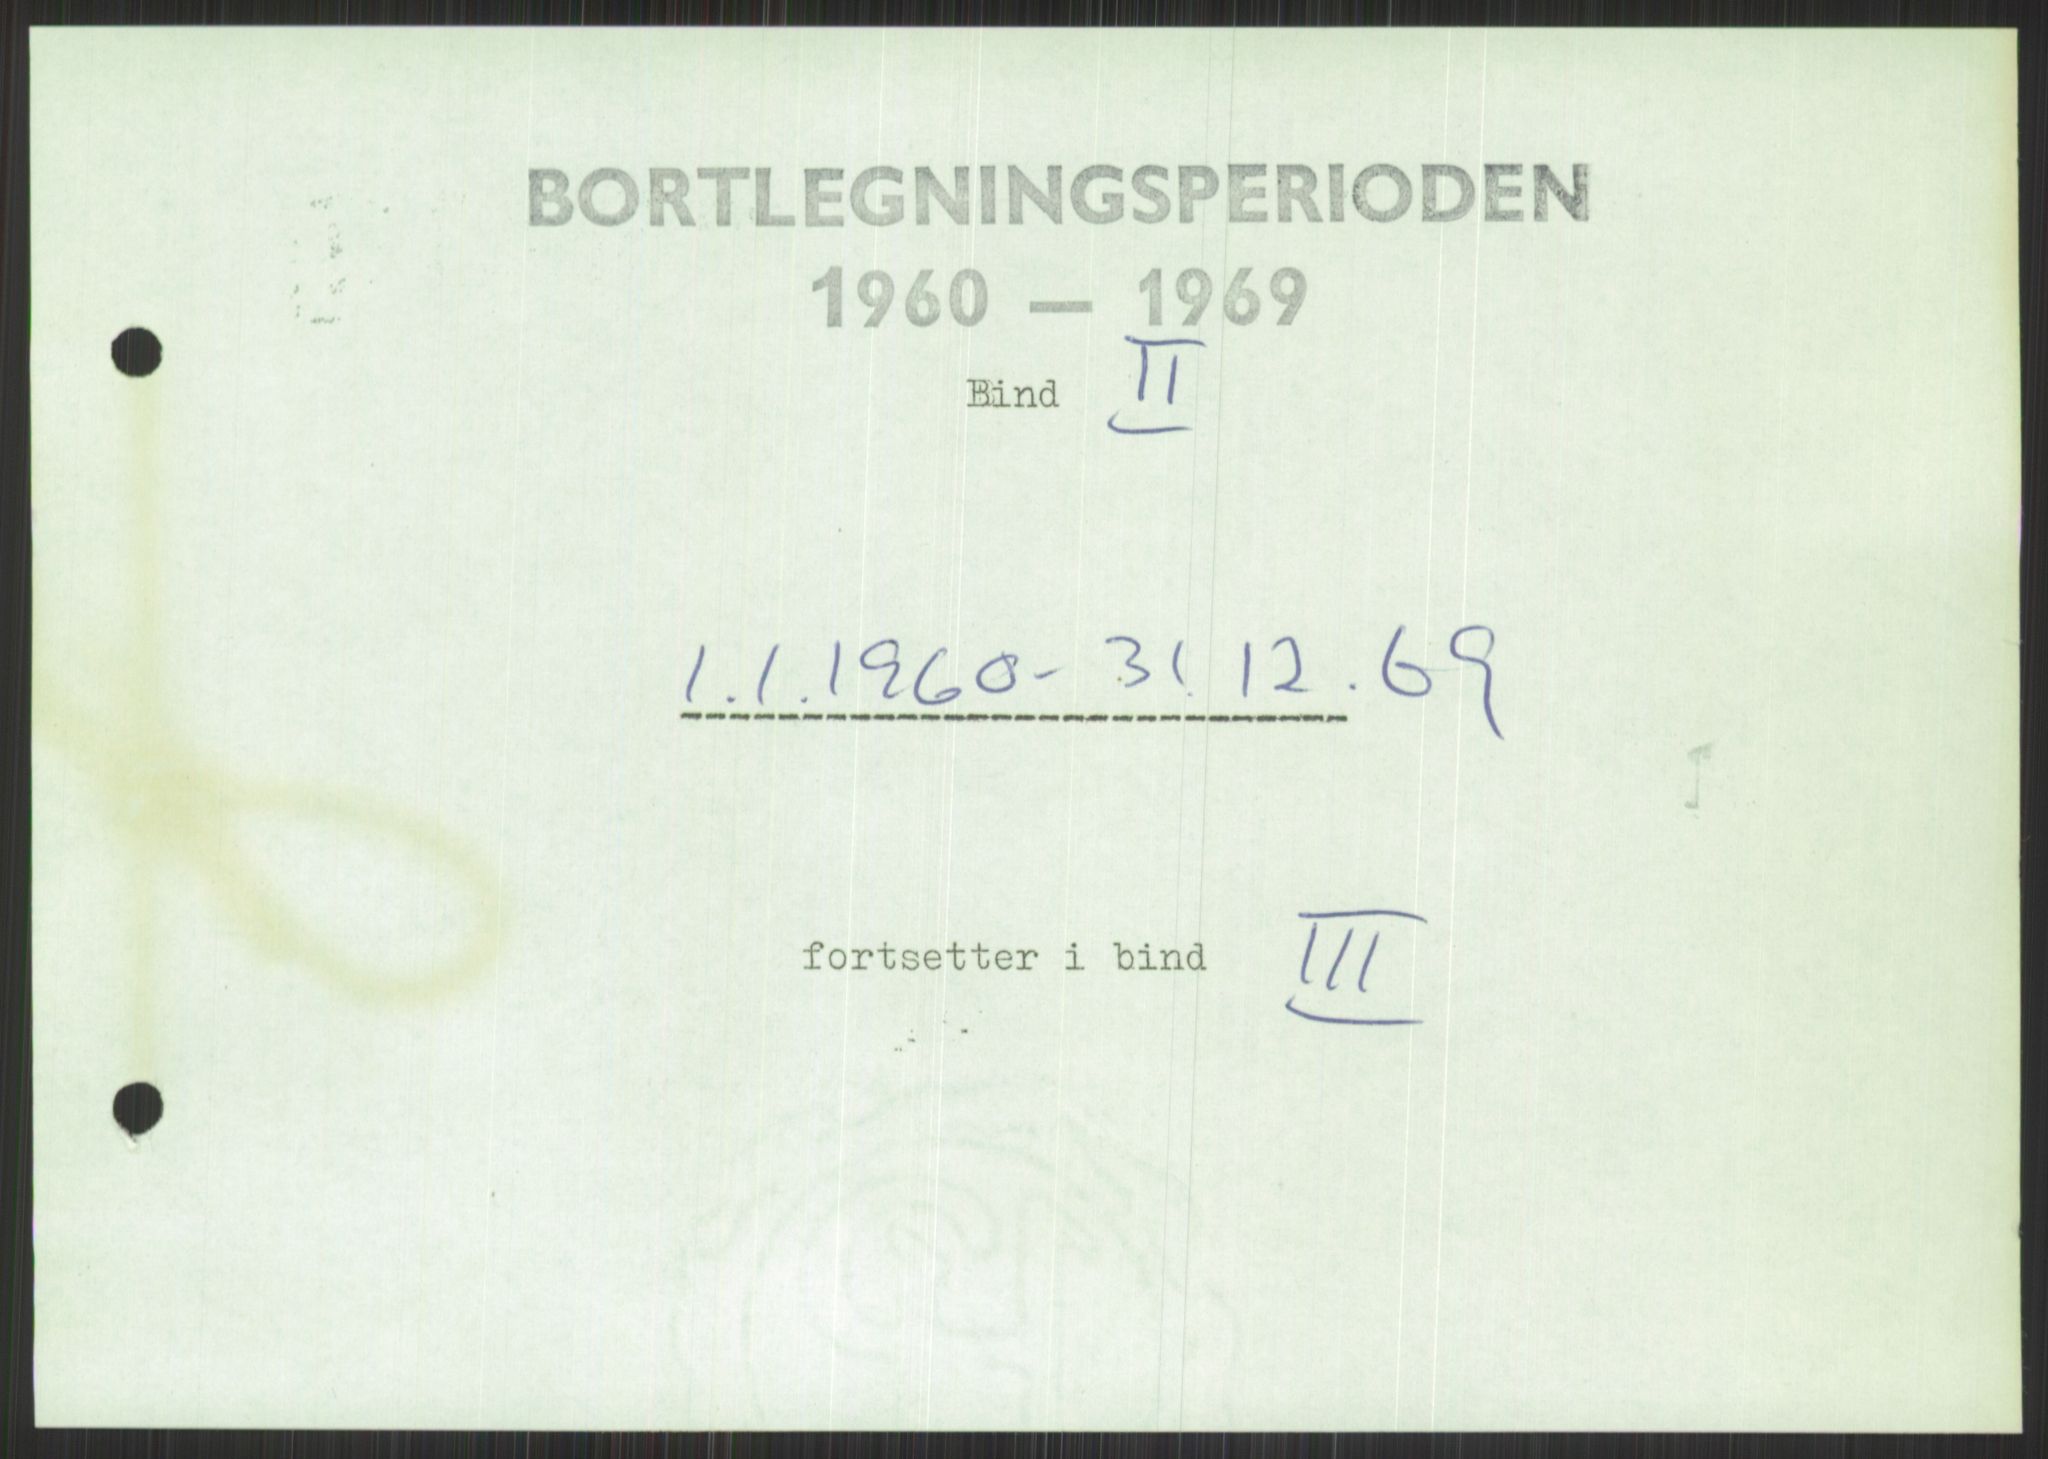 BORTLEGNINGSPERIODEN
1960 — 1969
Bind II
1.1.1960- 31.12.69
fortsetter i bind III